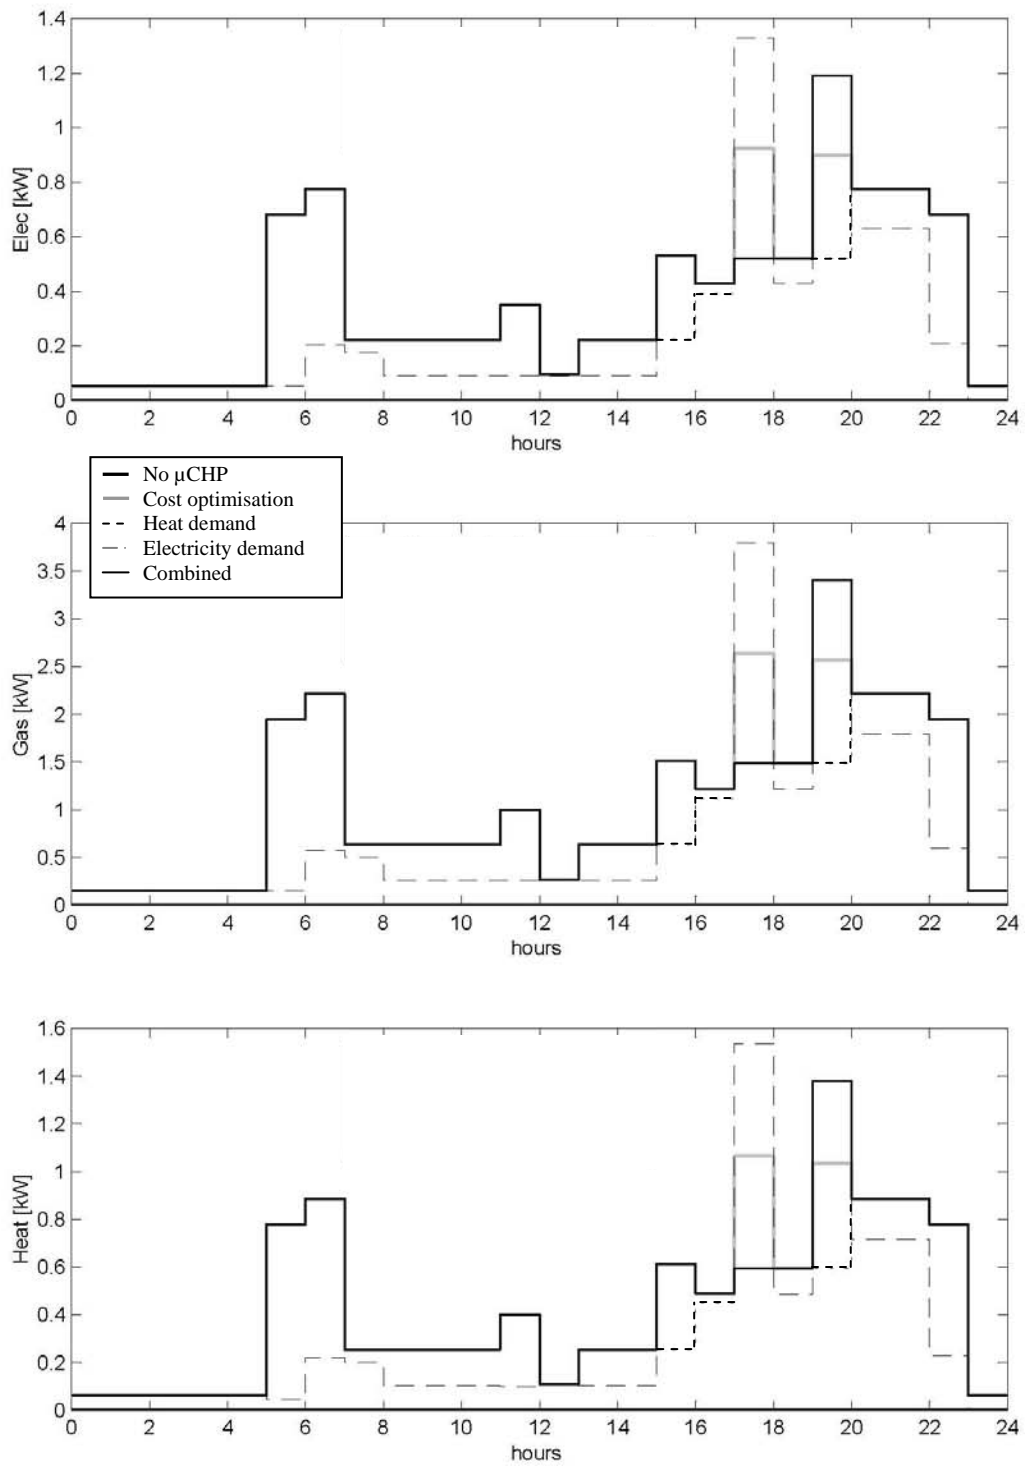 1.4
1.2
1
0.8
0.6
0.4
0.2
0
Elec [kW]
0 2 4 6 8 10 12 14 16 18 20 22 24
hours
No µCHP
Cost optimisation
Heat demand
Electricity demand
Combined
4
3.5
3
2.5
2
1.5
1
0.5
0
Gas [kW]
0 2 4 6 8 10 12 14 16 18 20 22 24
hours
1.6
1.4
1.2
1
0.8
0.6
0.4
0.2
0
Heat [kW]
0 2 4 6 8 10 12 14 16 18 20 22 24
hours